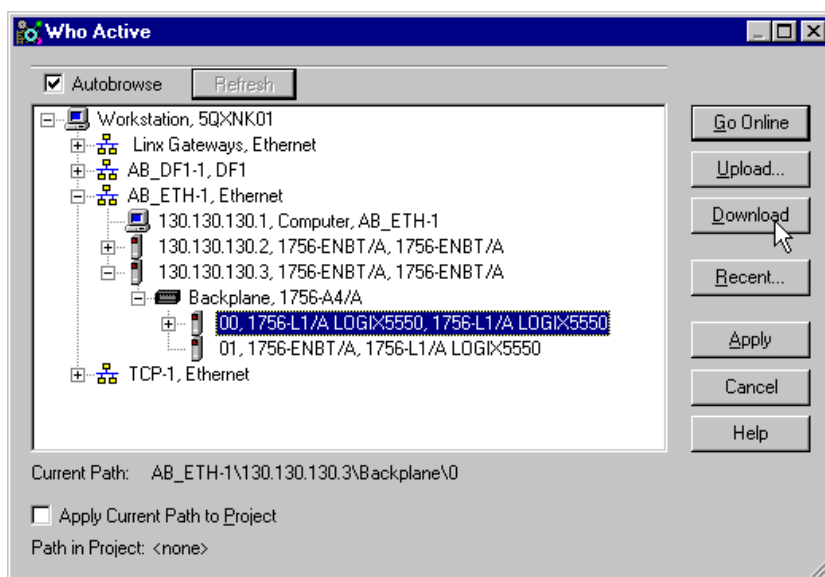 Who Active
Autobrowse
Refresh
Workstation, 5QXNK01
Linx Gateways, Ethernet
AB_DF1-1, DF1
AB_ETH-1, Ethernet
130.130.130.1, Computer, AB_ETH-1
130.130.130.2, 1756-ENBT/A, 1756-ENBT/A
130.130.130.3, 1756-ENBT/A, 1756-ENBT/A
Backplane, 1756-A4/A
00, 1756-L1/A LOGIX5550, 1756-L1/A LOGIX5550
01, 1756-ENBT/A, 1756-L1/A LOGIX5550
TCP-1, Ethernet
Go Online
Upload...
Download
Recent...
Apply
Cancel
Help
Current Path: AB_ETH-1\130.130.130.3\Backplane\0
Apply Current Path to Project
Path in Project: <none>